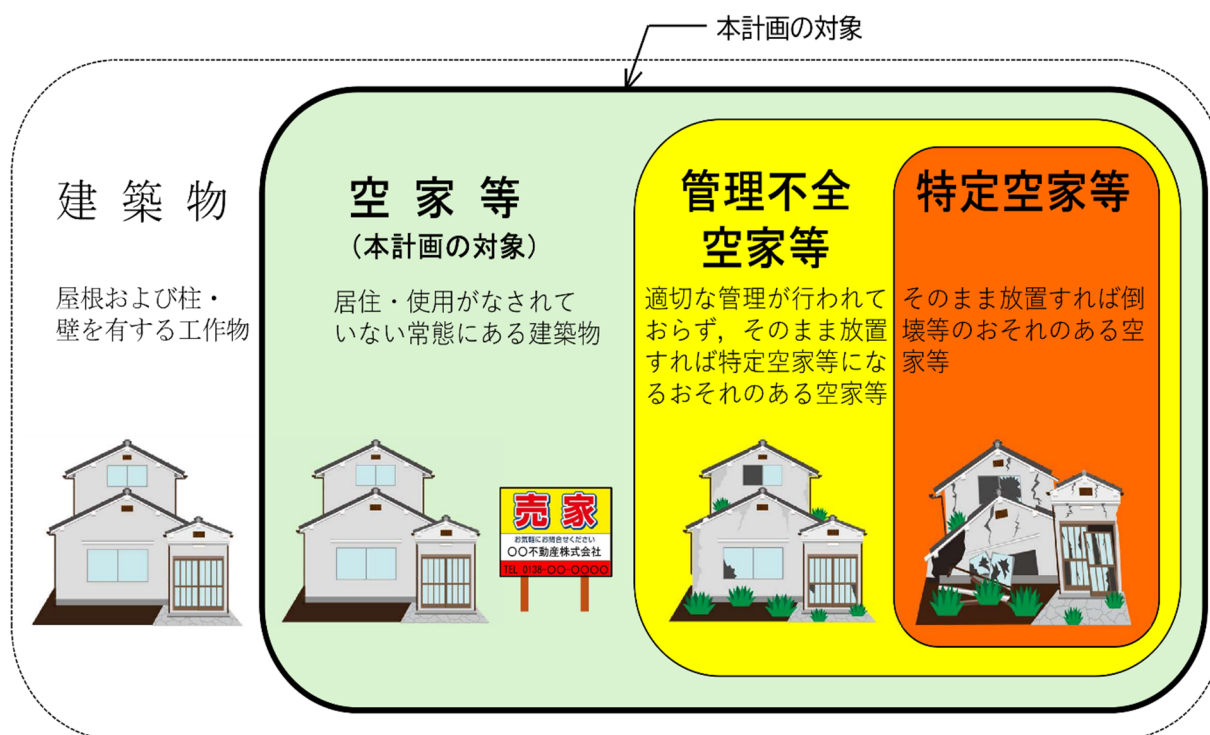 本計画の対象
建築物
屋根および柱・
壁を有する工作物
空家等
(本計画の対象)
居住・使用がなされて
いない常態にある建築物
売家
お気軽にお問合せください
〇〇不動産株式会社
TEL 0138-〇〇-〇〇〇〇
管理不全
空家等
適切な管理が行われて
おらず，そのまま放置
すれば特定空家等にな
るおそれのある空家等
特定空家等
そのまま放置すれば倒
壊等のおそれのある空
家等